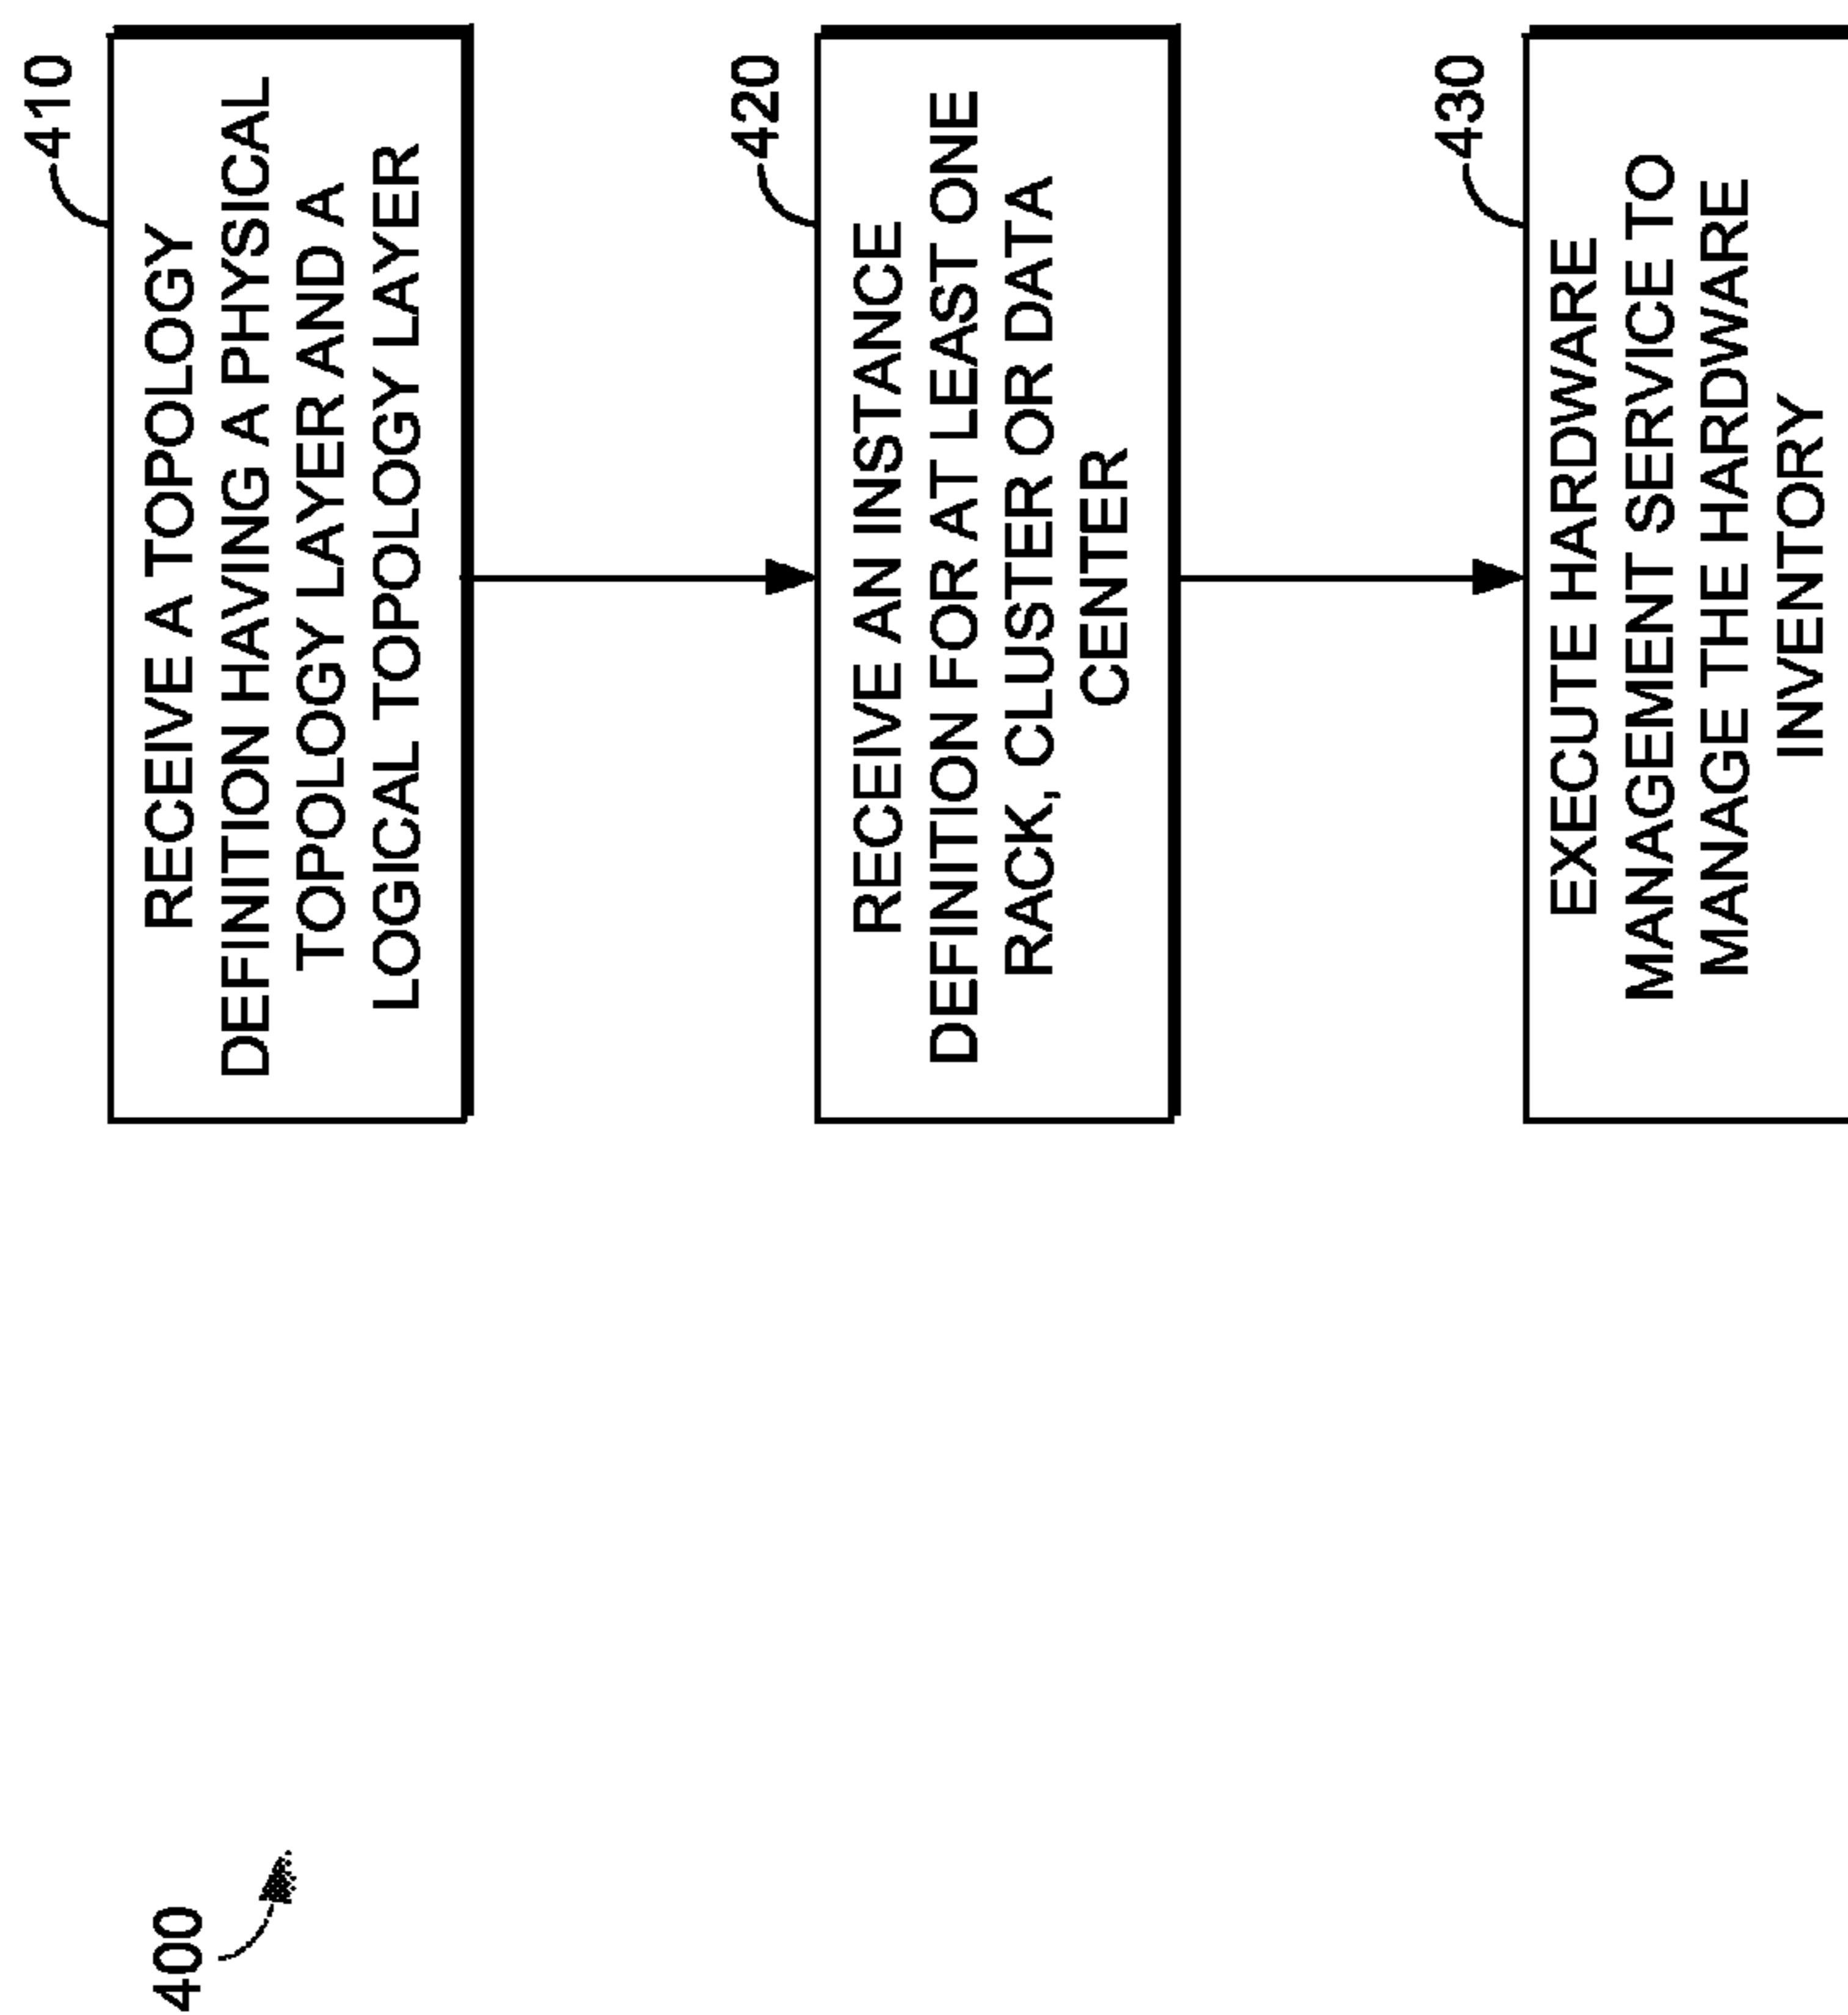 400
410
RECEIVE A TOPOLOGY
DEFINITION HAVING A PHYSICAL
TOPOLOGY LAYER AND A
LOGICAL TOPOLOGY LAYER
420
RECEIVE AN INSTANCE
DEFINITION FOR AT LEAST ONE
RACK, CLUSTER OR DATA
CENTER
430
EXECUTE HARDWARE
MANAGEMENT SERVICE TO
MANAGE THE HARDWARE
INVENTORY